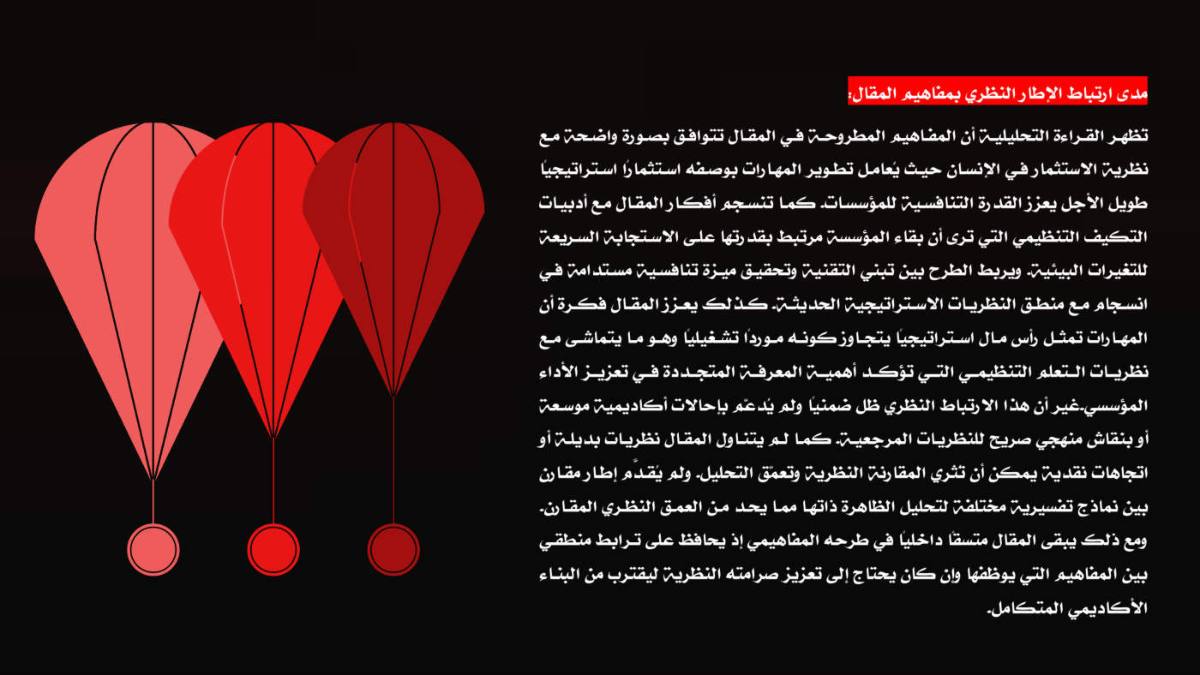 مدى ارتباط الإطار النظري بمفاهيم المقال:
تظهر القراءة التحليلية أن المفاهيم المطروحة في المقال تتوافق بصورة واضحة مع
نظرية الاستثمار في الإنسان حيث يُعامل تطوير المهارات بوصفه استثمارًا استراتيجيًا
طويل الأجل يعزز القدرة التنافسية للمؤسسات. كما تنسجم أفكار المقال مع أدبيات
التكيف التنظيمي التي ترى أن بقاء المؤسسة مرتبط بقدرتها على الاستجابة السريعة
للتغيرات البيئية. ويربط الطرح بين تبني التقنية وتحقيق ميزة تنافسية مستدامة في
انسجام مع منطق النظريات الاستراتيجية الحديثة. كذلك يعزز المقال فكرة أن
المهارات تمثل رأس مال استراتيجيًا يتجاوز كونه موردًا تشغيليًا وهو ما يتماشى مع
نظريات التعلم التنظيمي التي تؤكد أهمية المعرفة المتجددة في تعزيز الأداء
المؤسسي.غير أن هذا الارتباط النظري ظل ضمنيًا ولم يُدعّم بإحالات أكاديمية موسعة
أو بنقاش منهجي صريح للنظريات المرجعية. كما لم يتناول المقال نظريات بديلة أو
اتجاهات نقدية يمكن أن تثري المقارنة النظرية وتعمّق التحليل. ولم يُقدَّم إطار مقارن
بين نماذج تفسيرية مختلفة لتحليل الظاهرة ذاتها مما يحد من العمق النظري المقارن.
ومع ذلك يبقى المقال متسقًا داخليًا في طرحه المفاهيمي إذ يحافظ على ترابط منطقي
بين المفاهيم التي يوظفها وإن كان يحتاج إلى تعزيز صرامته النظرية ليقترب من البناء
الأكاديمي المتكامل.